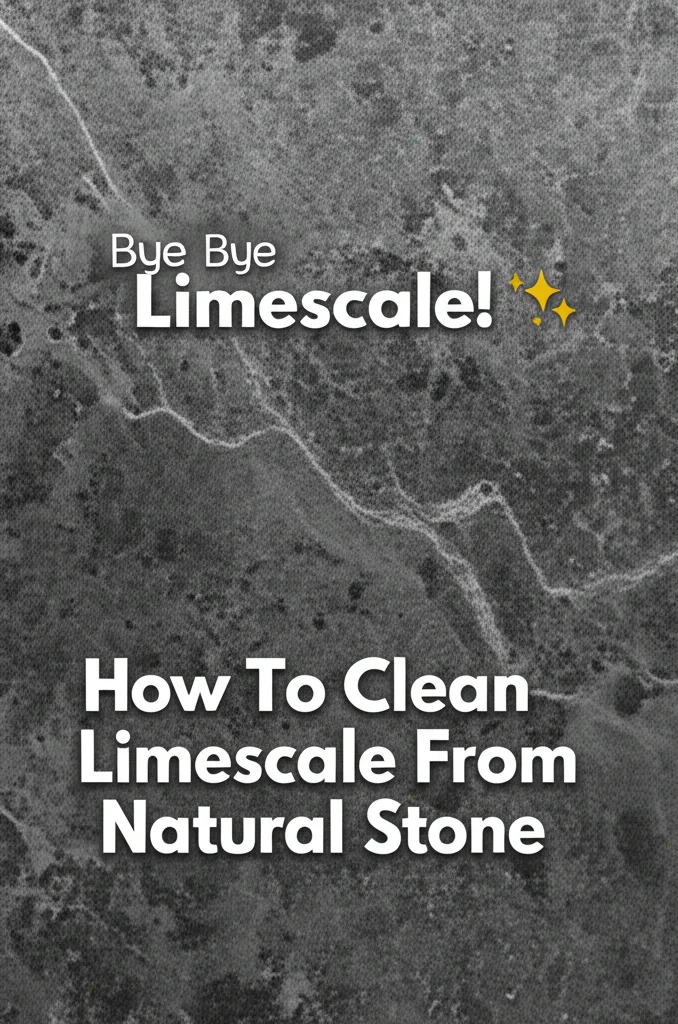 Bye Bye
Limescale! ✨
How To Clean
Limescale From
Natural Stone